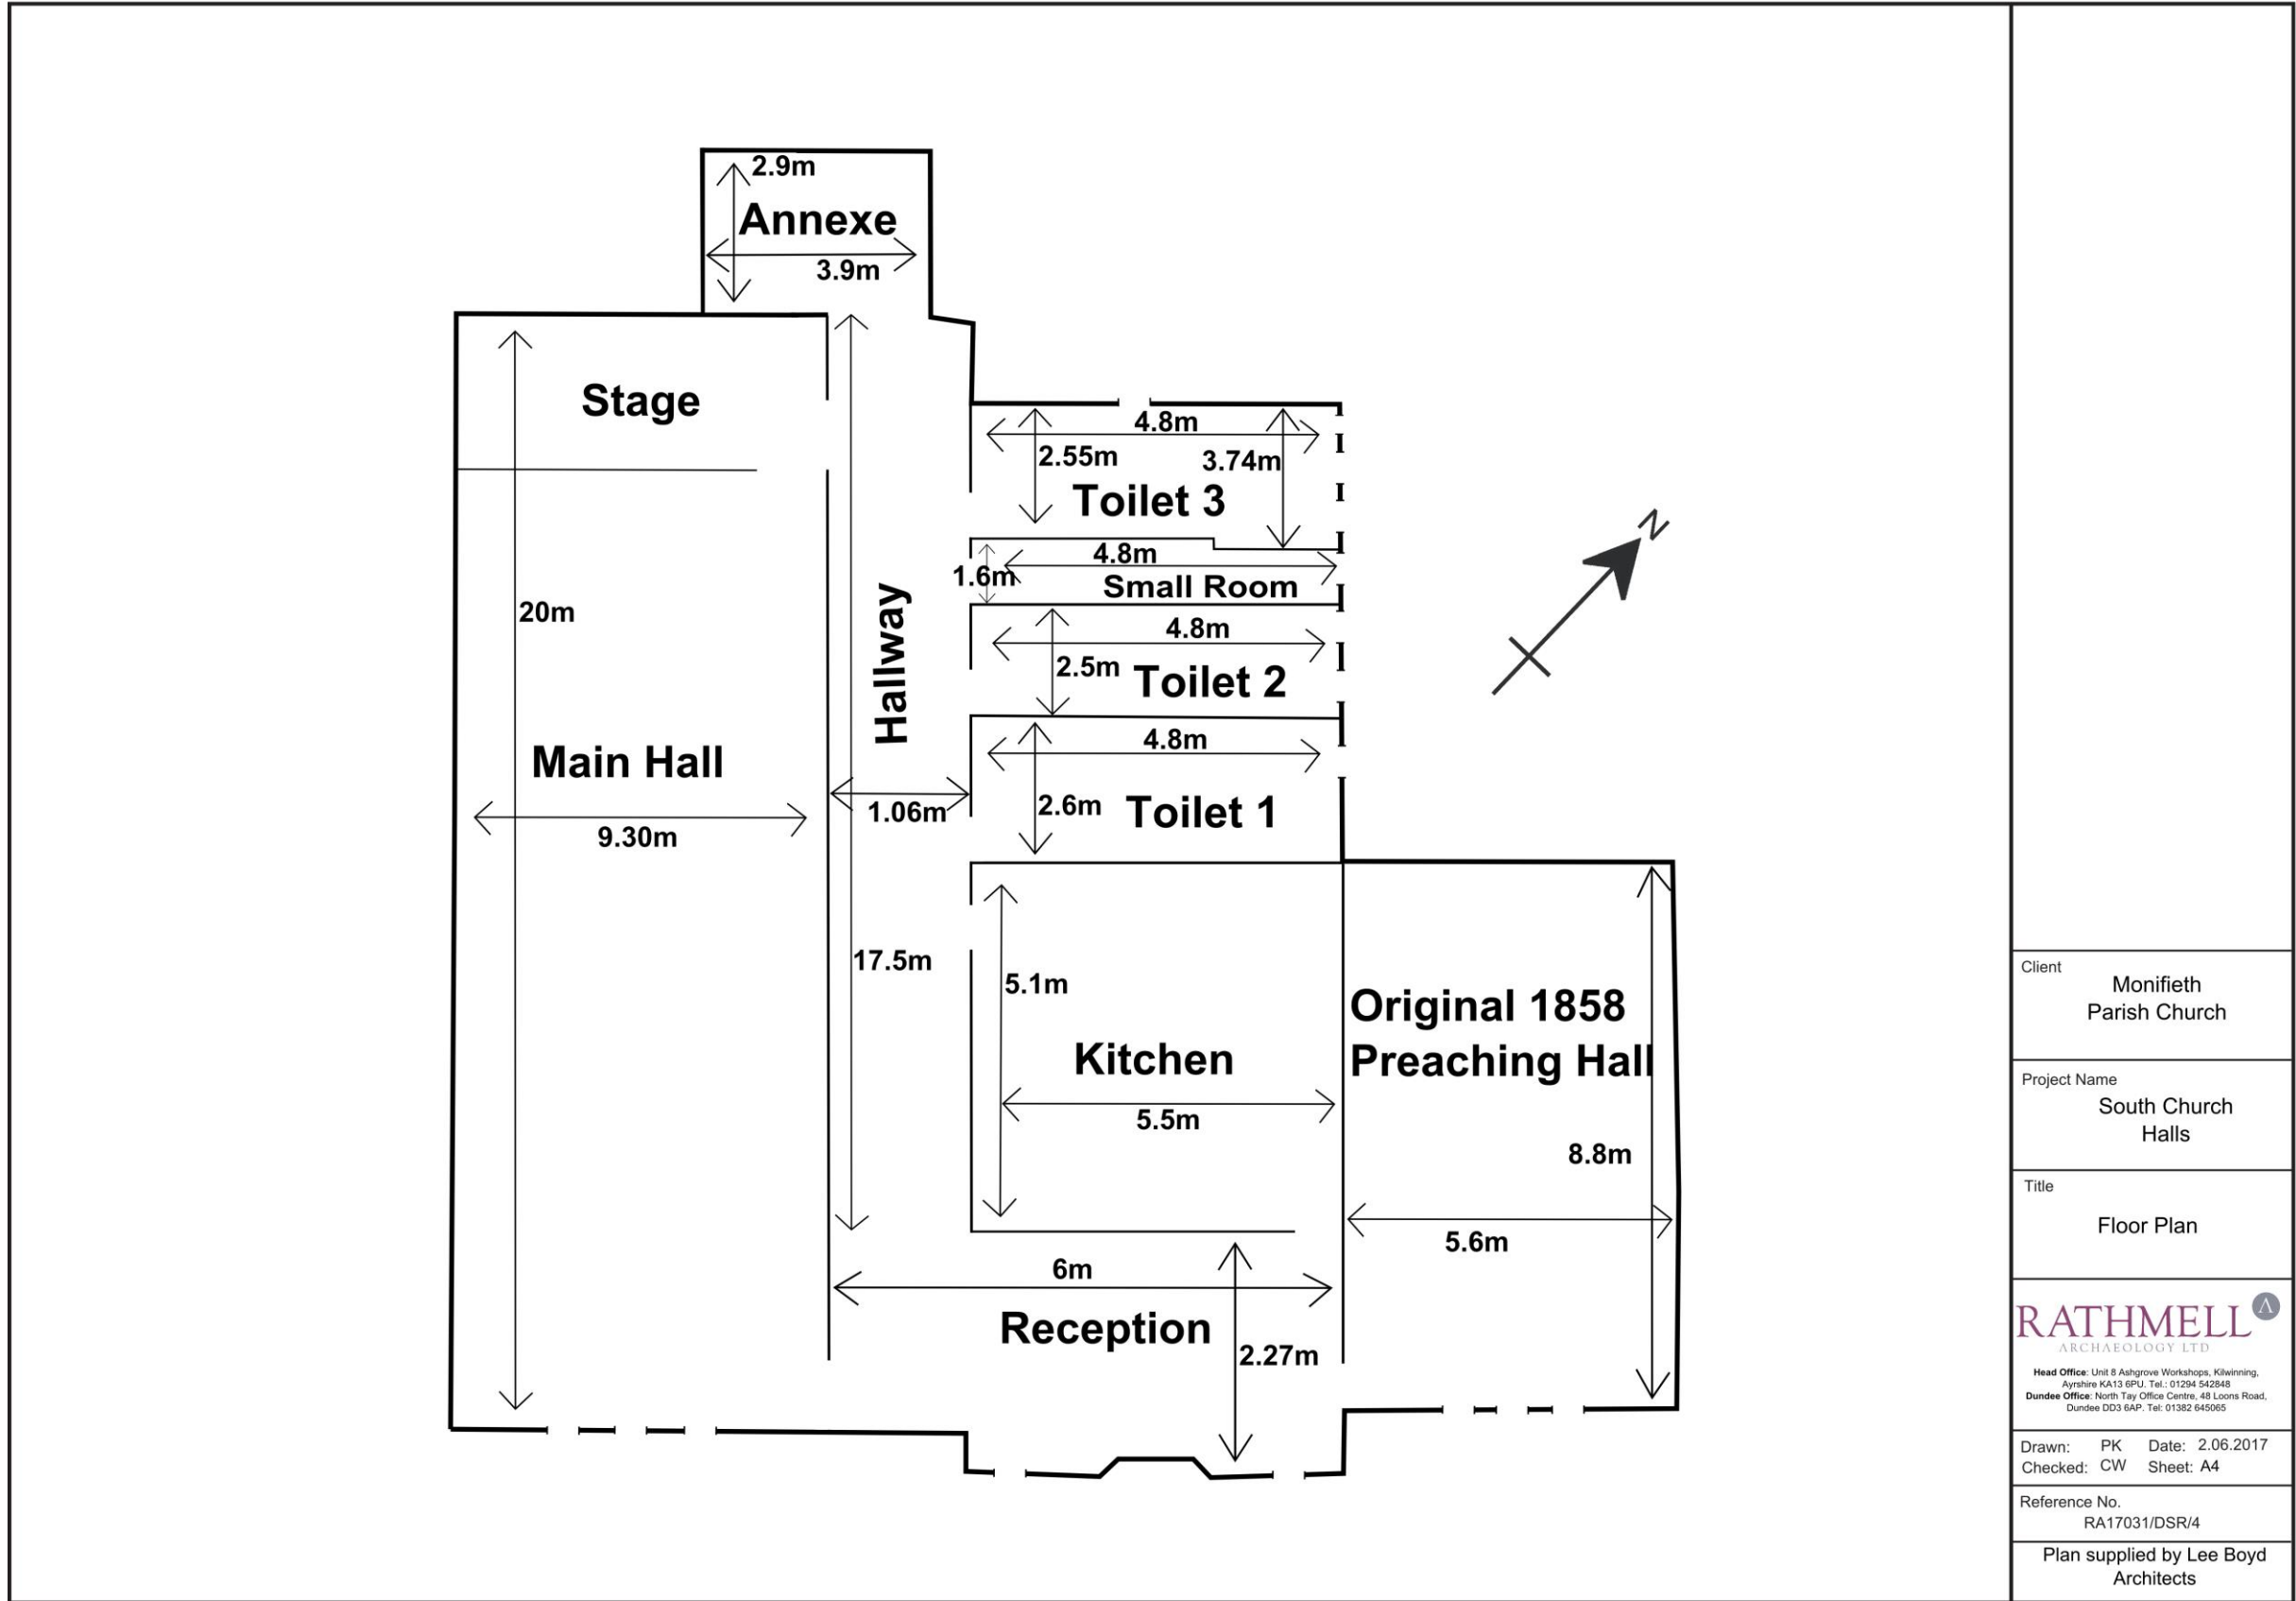 2.9m
Annexe
3.9m
Stage
4.8m
2.55m
3.74m
Toilet 3
4.8m
1.6m
Small Room
20m
Hallway
4.8m
2.5m
Toilet 2
4.8m
Main Hall
1.06m
2.6m
Toilet 1
9.30m
17.5m
5.1m
Kitchen
5.5m
Original 1858
Preaching Hall
8.8m
5.6m
6m
Reception
2.27m
N
Client
Monifieth
Parish Church
Project Name
South Church
Halls
Title
Floor Plan
RATHMELL
ARCHAEOLOGY LTD
Head Office: Unit 8 Ashgrove Workshops, Kilwinning,
Ayrshire KA13 6PU. Tel.: 01294 542848
Dundee Office: North Tay Office Centre, 48 Loons Road,
Dundee DD3 6AP. Tel: 01382 645065
Drawn: PK Date: 2.06.2017
Checked: CW Sheet: A4
Reference No.
RA17031/DSR/4
Plan supplied by Lee Boyd
Architects